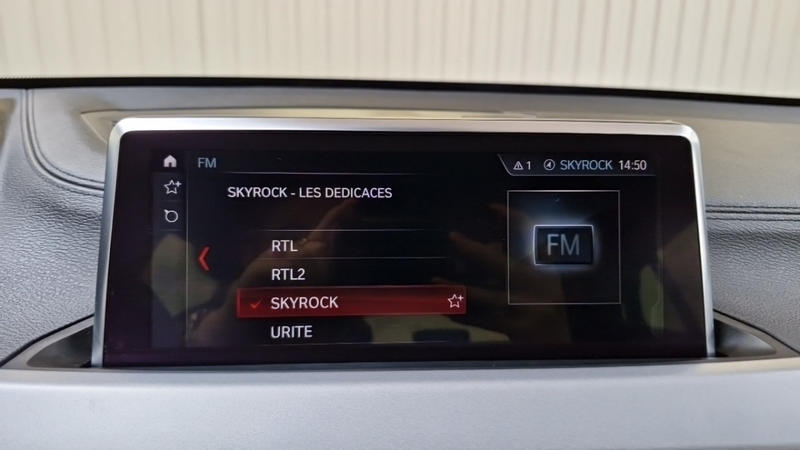 FM
1 SKYROCK 14:50
SKYROCK - LES DEDICACES
RTL
RTL2
SKYROCK
URITE
FM